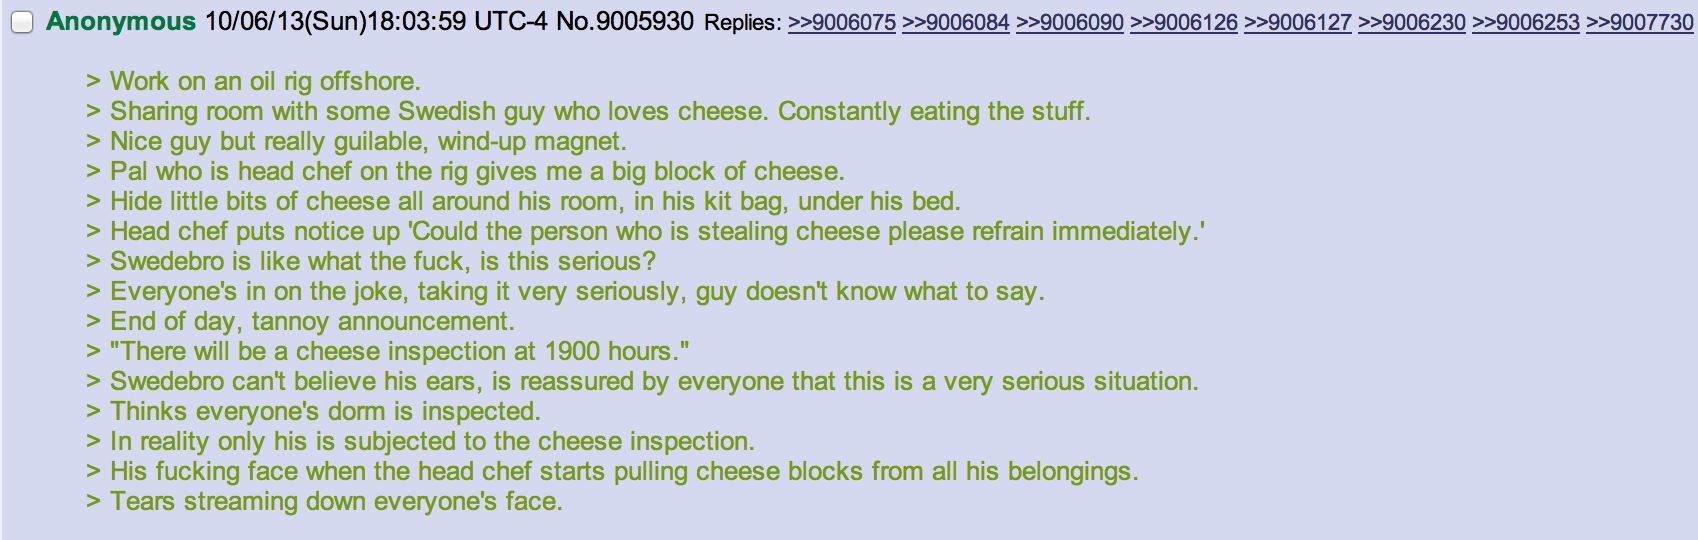 Anonymous 10/06/13(Sun)18:03:59 UTC-4 No.9005930 Replies: >>9006075 >>9006084 >>9006090 >>9006126 >>9006127 >>9006230 >>9006253 >>9007730
> Work on an oil rig offshore.
> Sharing room with some Swedish guy who loves cheese. Constantly eating the stuff.
> Nice guy but really guilable, wind-up magnet.
> Pal who is head chef on the rig gives me a big block of cheese.
> Hide little bits of cheese all around his room, in his kit bag, under his bed.
> Head chef puts notice up 'Could the person who is stealing cheese please refrain immediately.'
> Swedebro is like what the fuck, is this serious?
> Everyone's in on the joke, taking it very seriously, guy doesn't know what to say.
> End of day, tannoy announcement.
> "There will be a cheese inspection at 1900 hours."
> Swedebro can't believe his ears, is reassured by everyone that this is a very serious situation.
> Thinks everyone's dorm is inspected.
> In reality only his is subjected to the cheese inspection.
> His fucking face when the head chef starts pulling cheese blocks from all his belongings.
> Tears streaming down everyone's face.